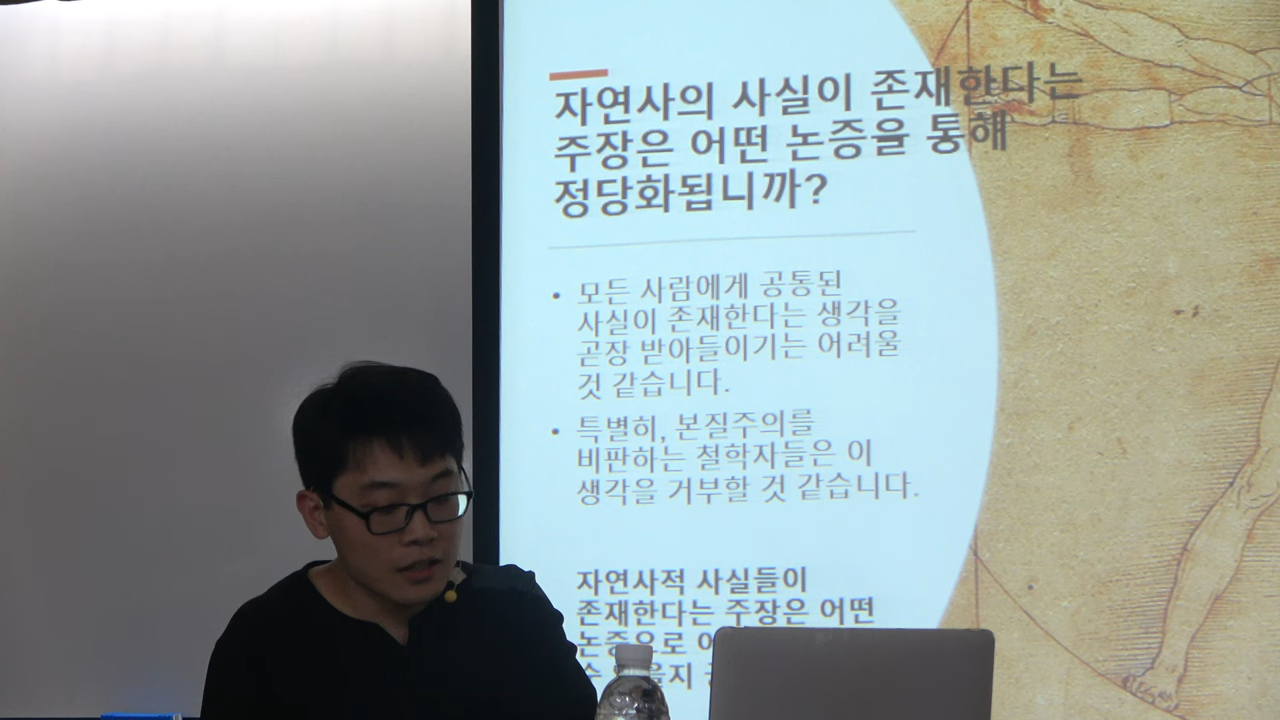 자연사의 사실이 존재한다는
주장은 어떤 논증을 통해
정당화됩니까?
• 모든 사람에게 공통된
사실이 존재한다는 생각을
곧장 받아들이기는 어려울
것 같습니다.
• 특별히, 본질주의를
비판하는 철학자들은 이
생각을 거부할 것 같습니다.
자연사적 사실들이
존재한다는 주장은 어떤
논증으로
수